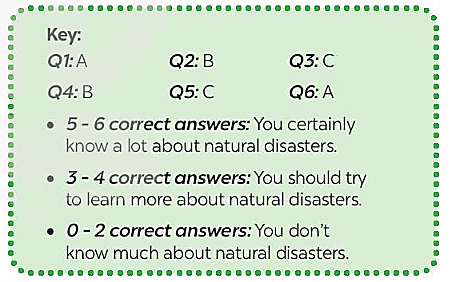 Key:
Q1: A Q2: B Q3: C
Q4: B Q5: C Q6: A
• 5 - 6 correct answers: You certainly
know a lot about natural disasters.
• 3 - 4 correct answers: You should try
to learn more about natural disasters.
• 0 - 2 correct answers: You don't
know much about natural disasters.